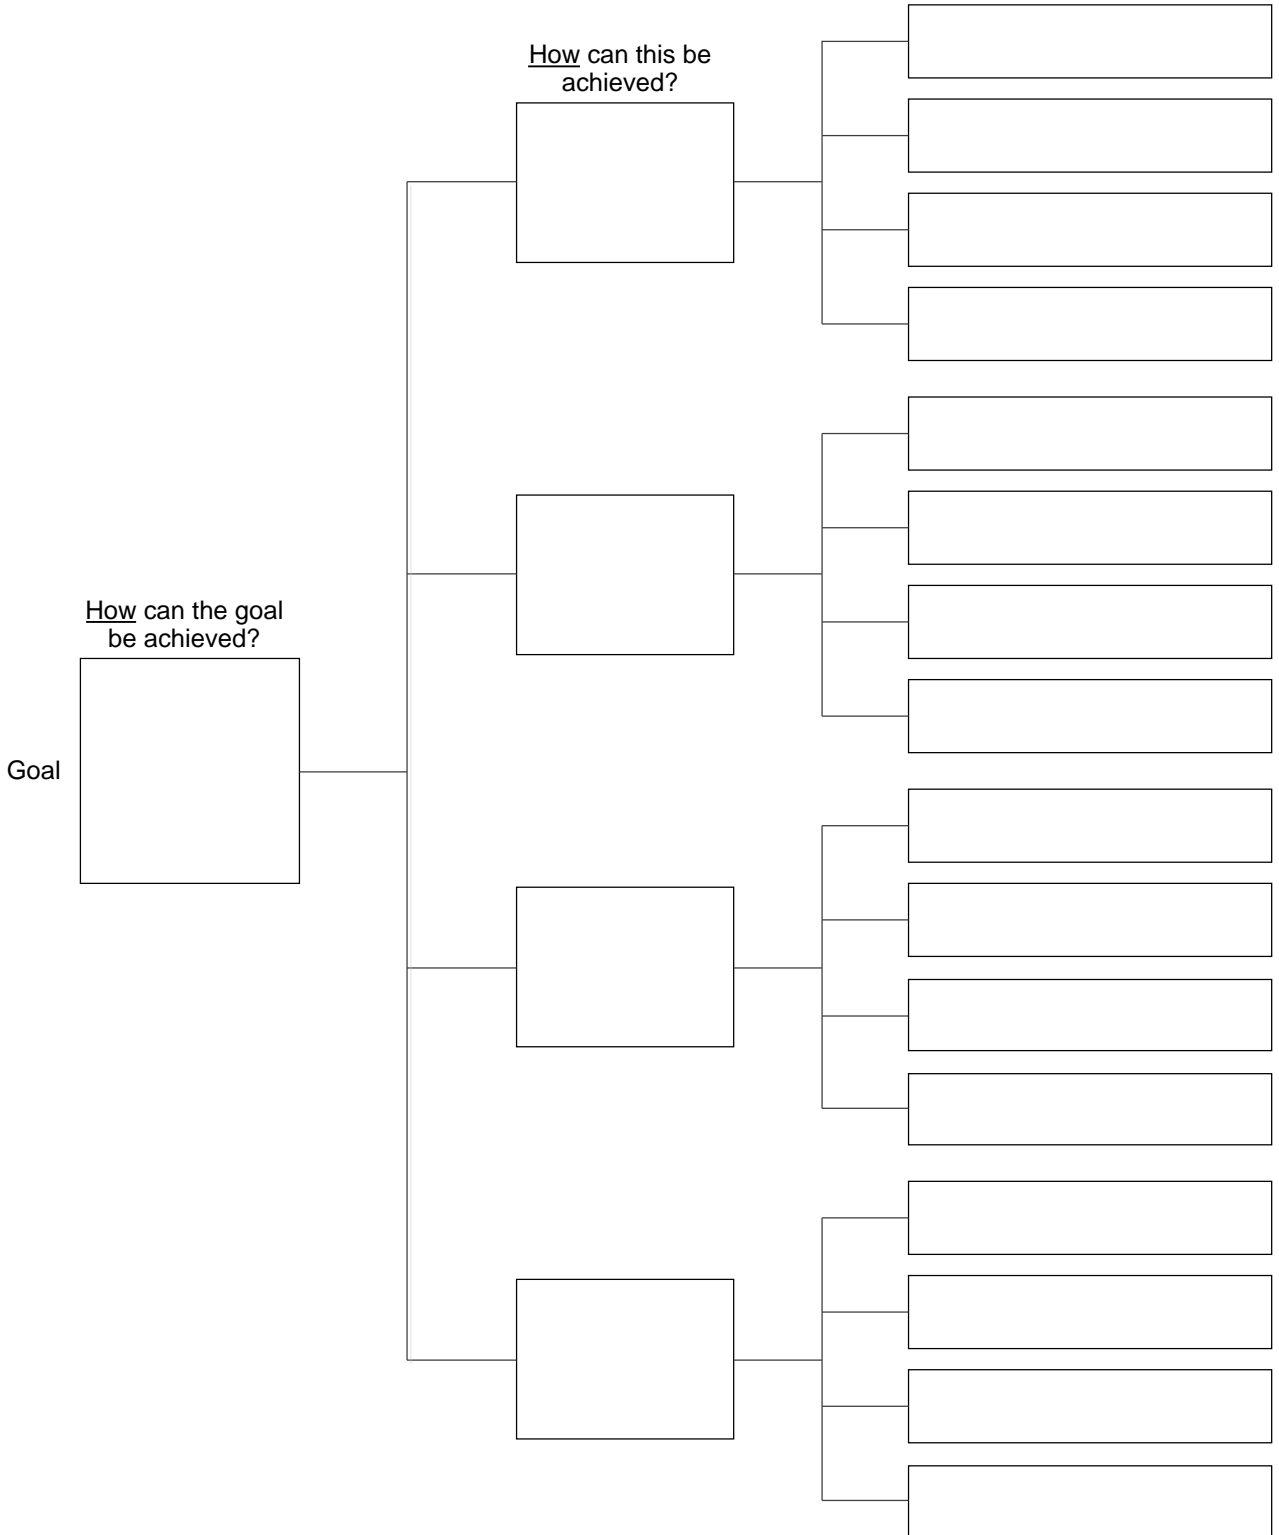 How can this be
achieved?
How can the goal
be achieved?
Goal